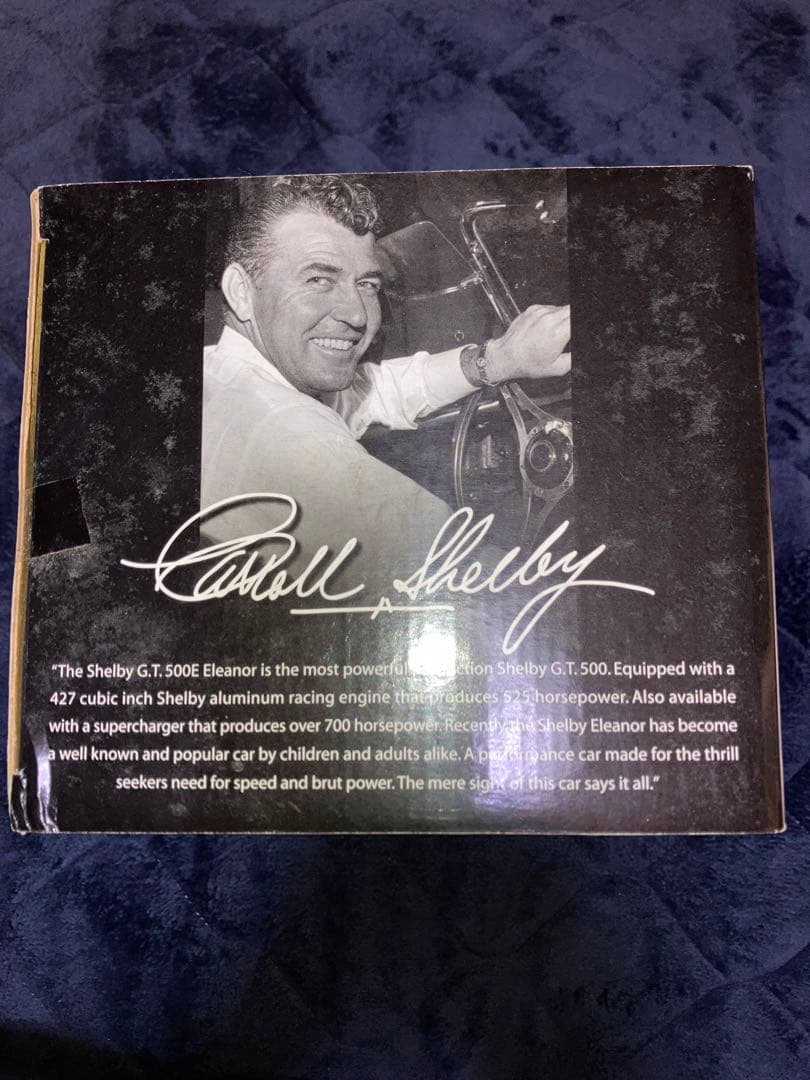 Carroll Shelby
"The Shelby G.T. 500E Eleanor is the most powerful Shelby G.T. 500. Equipped with a
427 cubic inch Shelby aluminum racing engine that produces 525 horsepower. Also available
with a supercharger that produces over 700 horsepower. Recently the Shelby Eleanor has become
a well known and popular car by children and adults alike. A performance car made for the thrill
seekers need for speed and brut power. The mere sight of this car says it all."